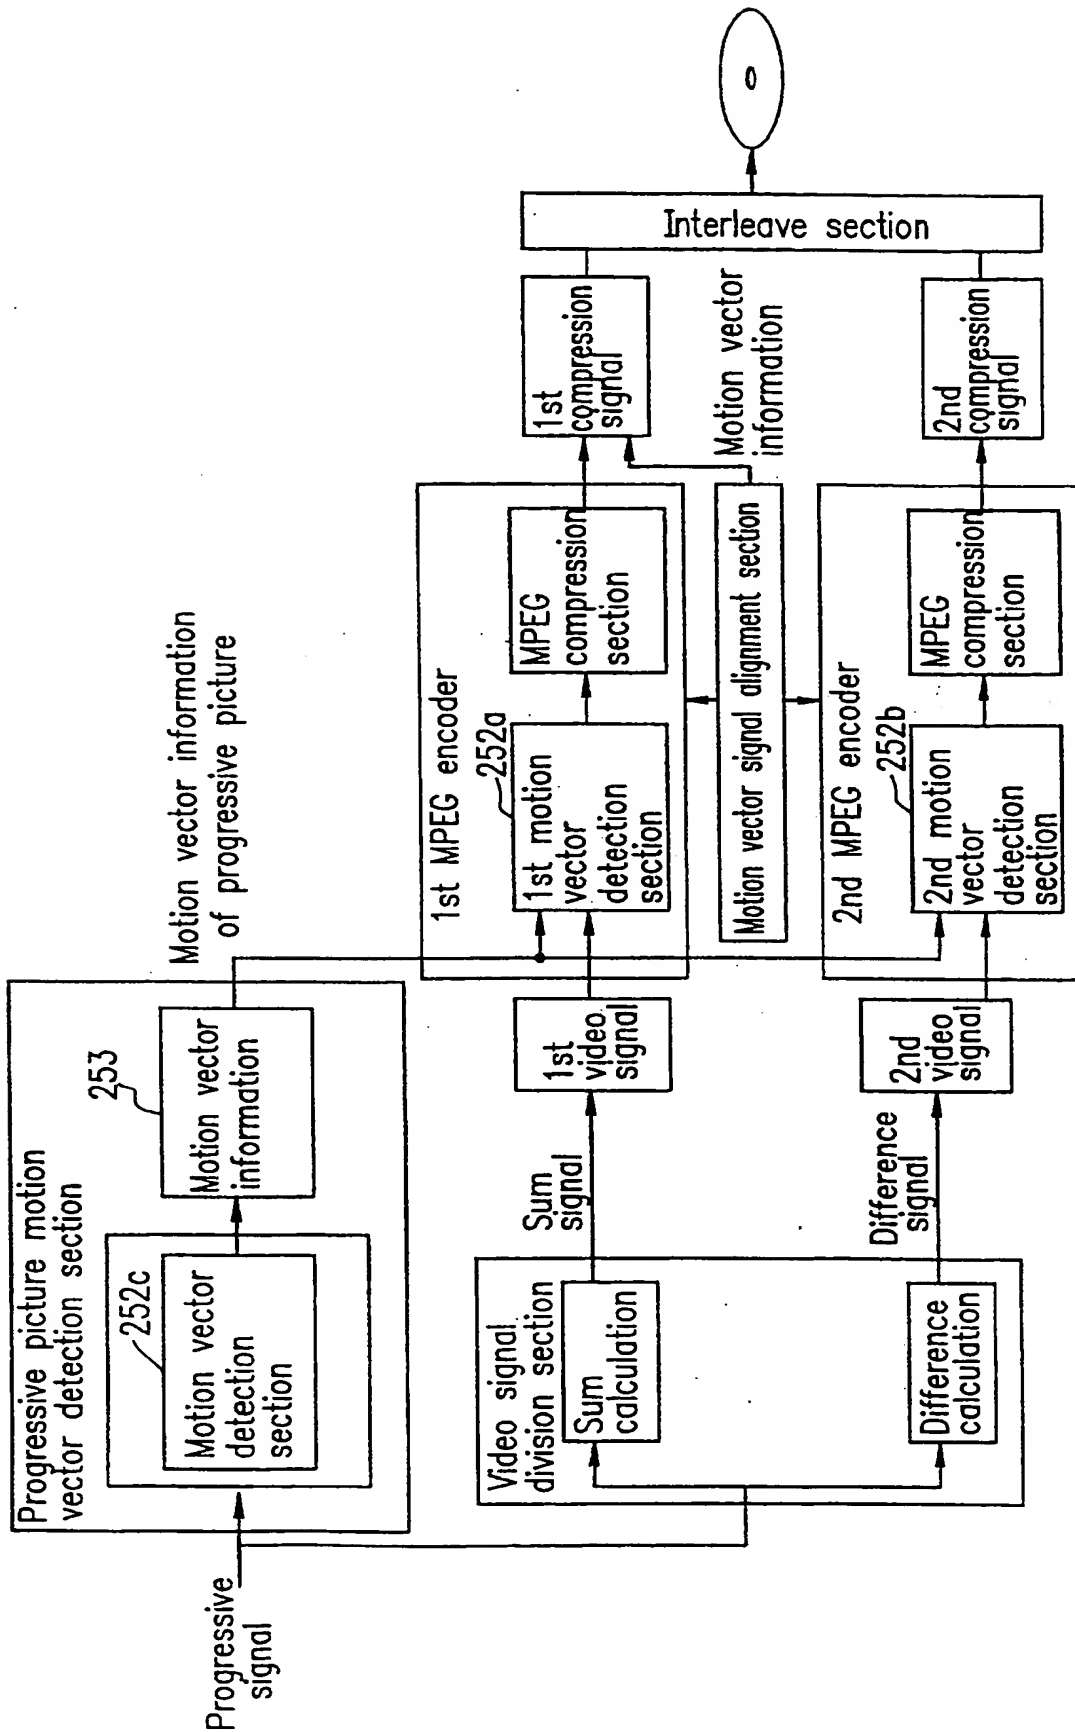 Progressive
signal
Progressive picture motion
vector detection section
252c
Motion vector
detection
section
253
Motion vector
information
Motion vector information
of progressive picture
Video signal
division section
Sum
calculation
Difference
calculation
Sum
signal
Difference
signal
1st
video
signal
2nd
video
signal
1st MPEG encoder
252a
1st motion
vector
detection
section
MPEG
compression
section
Motion vector signal alignment section
2nd MPEG encoder
252b
2nd motion
vector
detection
section
MPEG
compression
section
1st
compression
signal
Motion vector
information
2nd
compression
signal
Interleave section